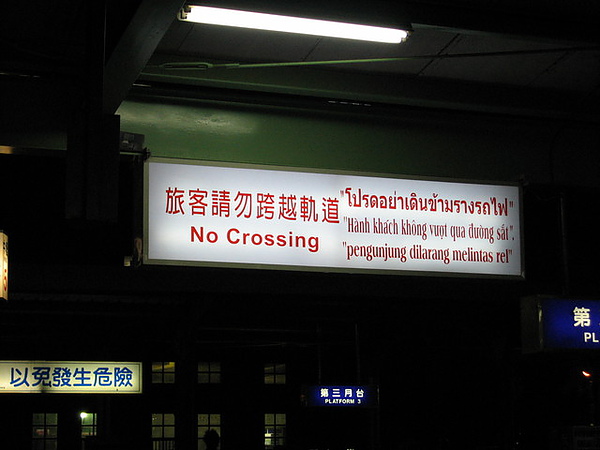 旅客請勿跨越軌道
No Crossing
"โปรดอย่าเดินข้ามรางรถไฟ"
"Hành khách không vượt qua đường sắt".
"pengunjung dilarang melintas rel"
以免發生危險
第三月台
PLATFORM 3
第
PL